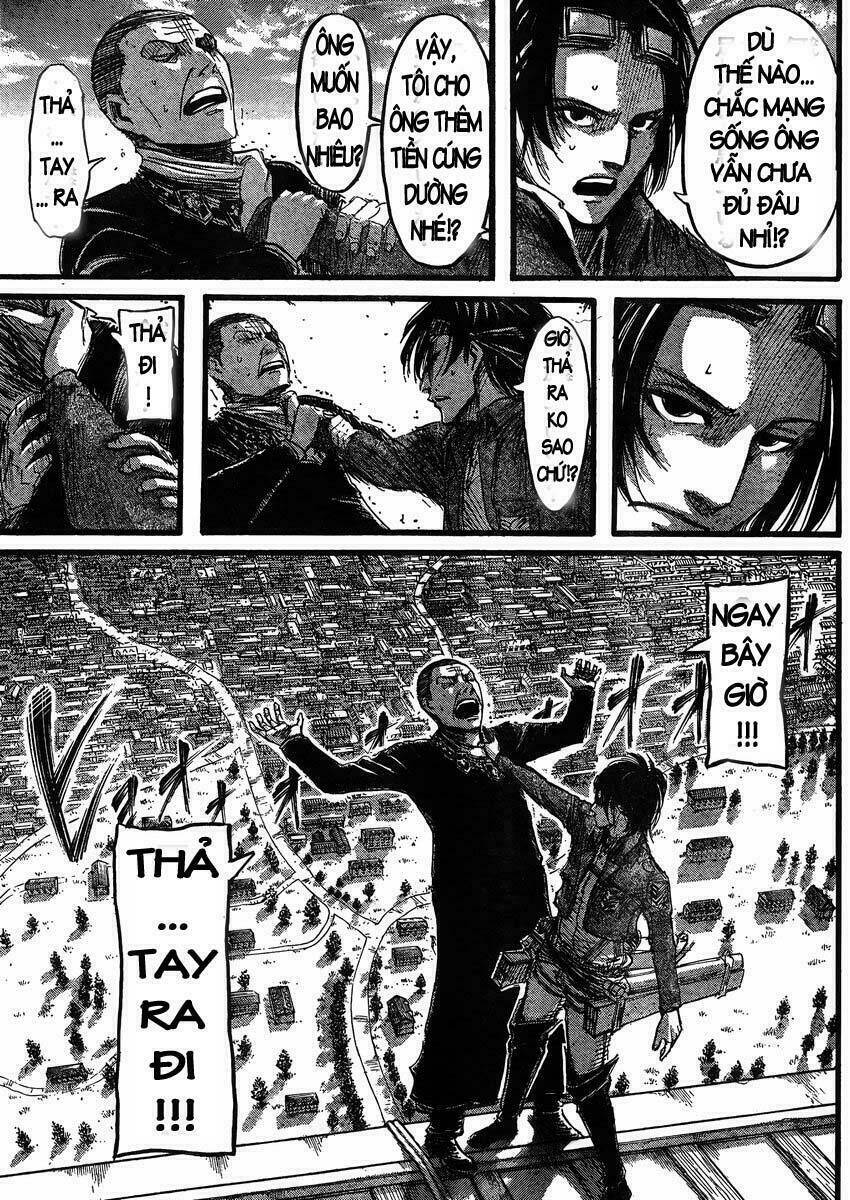 DÙ
THẾ NÀO...
CHẮC MẠNG
SỐNG ÔNG
VẪN CHƯA
ĐỦ ĐÂU
NHỈ!?
VẬY,
TÔI CHO
ÔNG THÊM
TIỀN CÚNG
DƯỜNG
NHÉ!?
ÔNG
MUỐN
BAO
NHIÊU?
THẢ
...
TAY
... RA
GIỜ
THẢ
RA
KO
SAO
CHỨ!?
THẢ
ĐI
!
NGAY
BÂY
GIỜ
!!!
THẢ
...
TAY
RA
ĐI
!!!